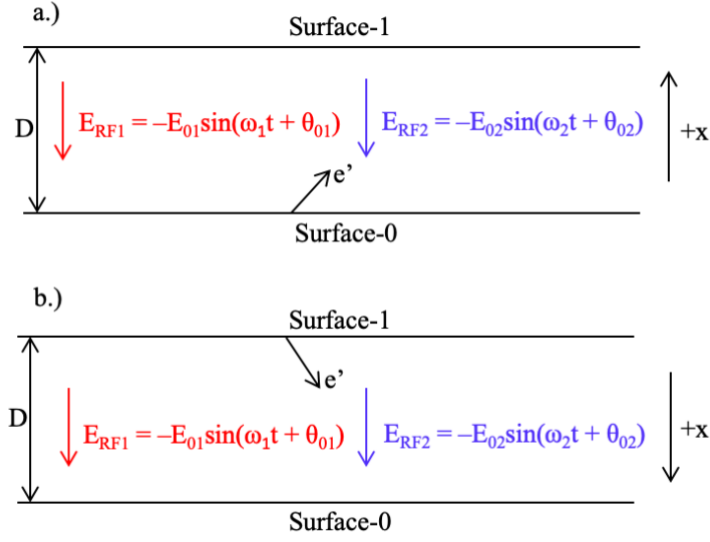 a.)
Surface-1
D
E_RF1 = –E_01sin(ω_1t + θ_01)
E_RF2 = –E_02sin(ω_2t + θ_02)
+x
e’
Surface-0
b.)
Surface-1
e’
D
E_RF1 = –E_01sin(ω_1t + θ_01)
E_RF2 = –E_02sin(ω_2t + θ_02)
+x
Surface-0